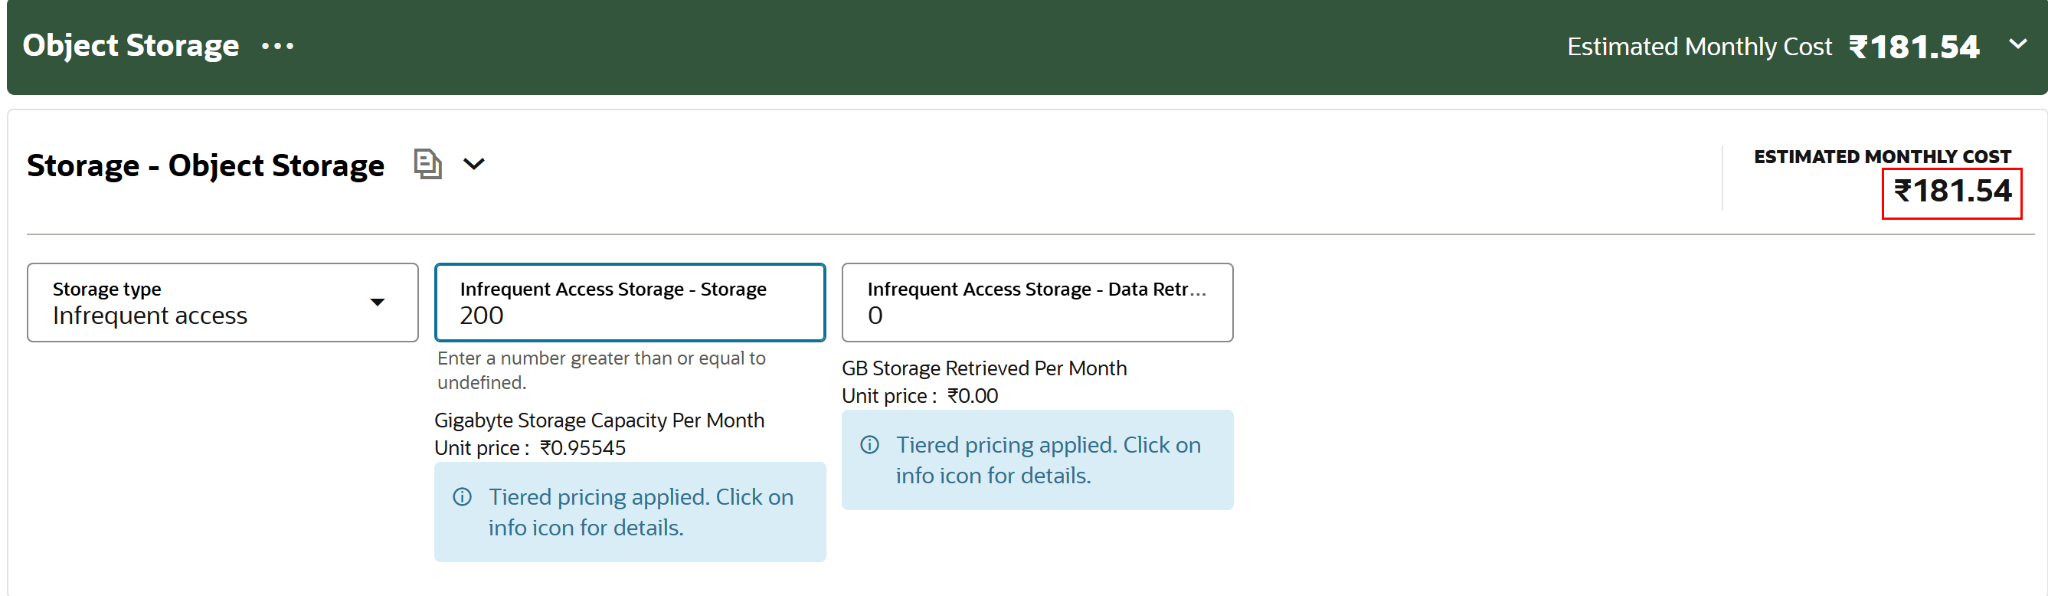 Object Storage ...
Estimated Monthly Cost ₹181.54
Storage - Object Storage
ESTIMATED MONTHLY COST
₹181.54
Storage type
Infrequent access
Infrequent Access Storage - Storage
200
Enter a number greater than or equal to
undefined.
Gigabyte Storage Capacity Per Month
Unit price : ₹0.95545
Tiered pricing applied. Click on
info icon for details.
Infrequent Access Storage - Data Retr...
0
GB Storage Retrieved Per Month
Unit price : ₹0.00
Tiered pricing applied. Click on
info icon for details.